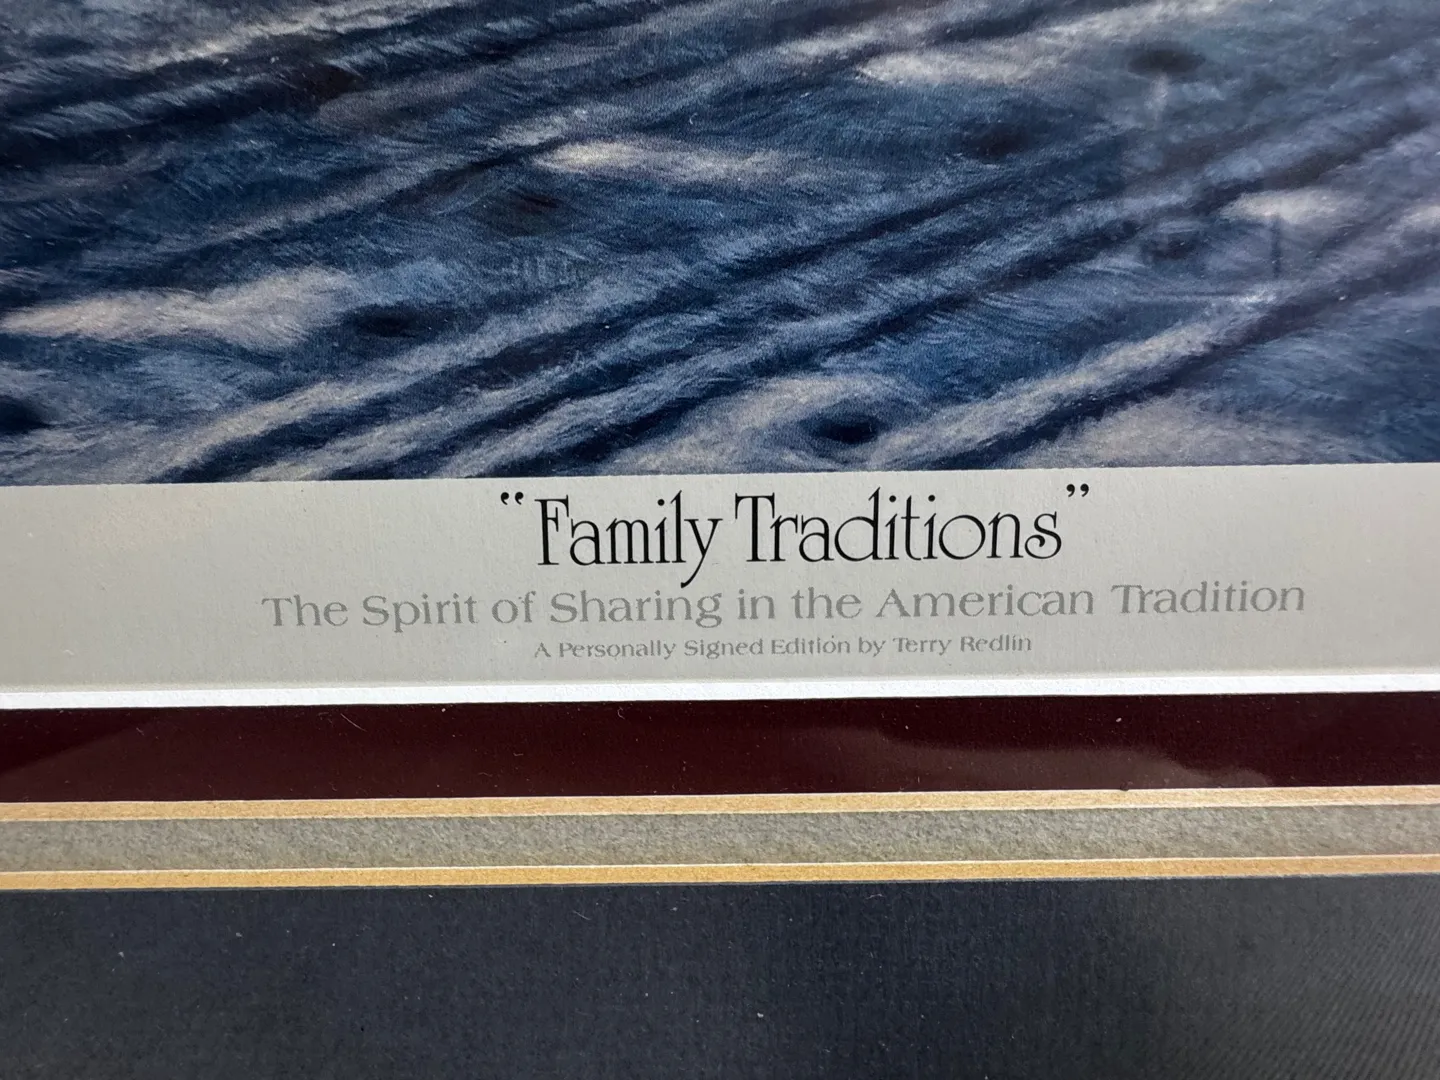 “Family Traditions”
The Spirit of Sharing in the American Tradition
A Personally Signed Edition by Terry Redlin